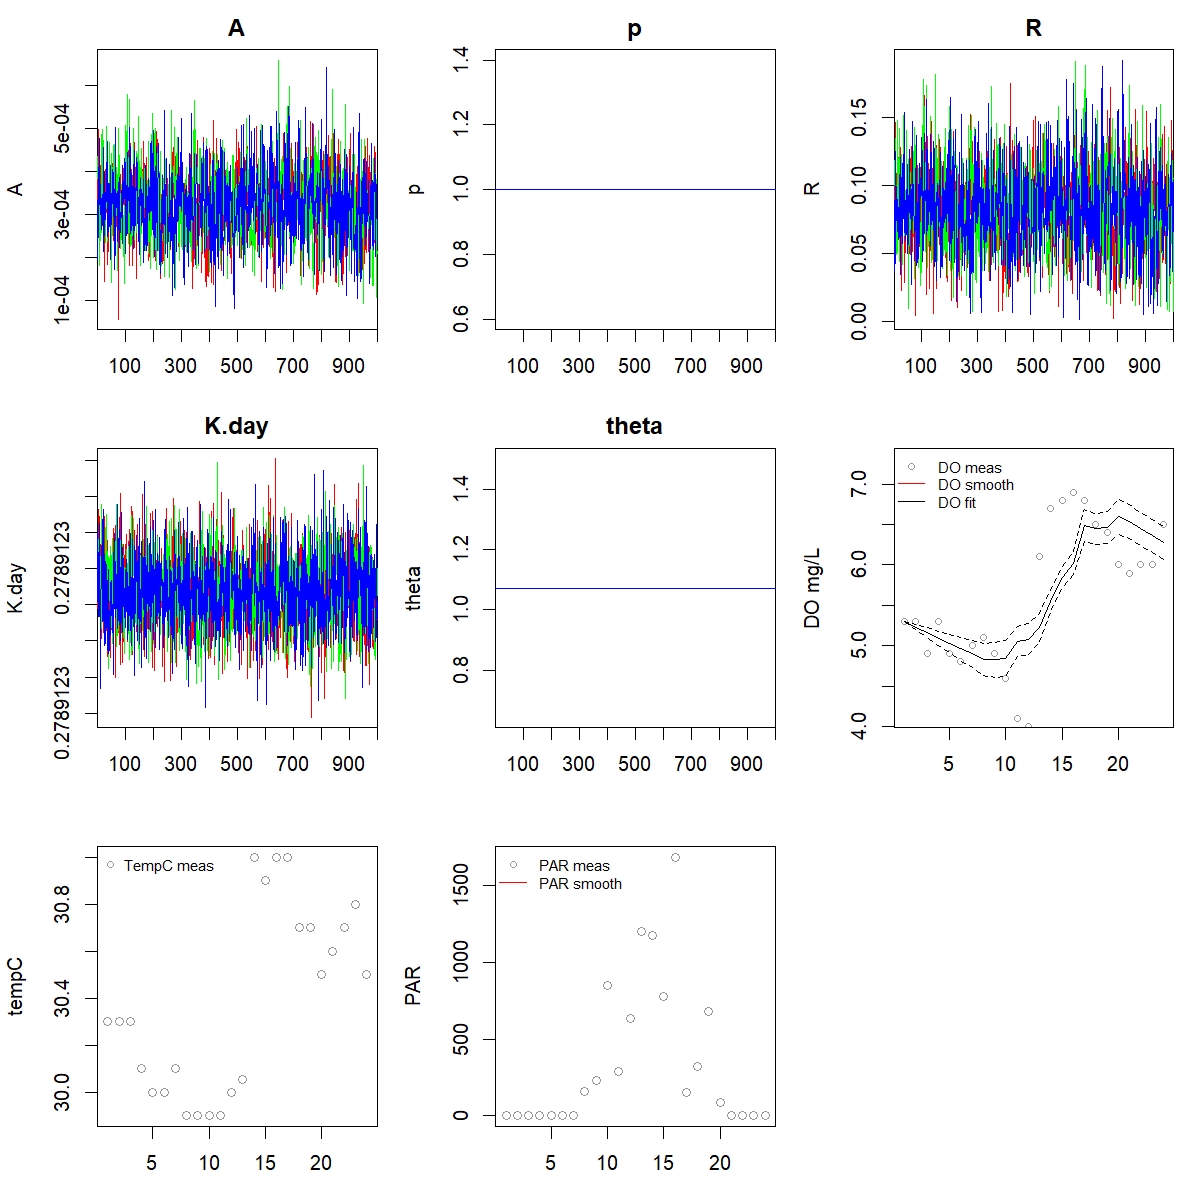 A
A
1e-04 3e-04 5e-04
100 300 500 700 900
p
p
0.6 0.8 1.0 1.2 1.4
100 300 500 700 900
R
R
0.00 0.05 0.10 0.15
100 300 500 700 900
K.day
K.day
0.2789123 0.2789123
100 300 500 700 900
theta
theta
0.8 1.0 1.2 1.4
100 300 500 700 900
DO mg/L
4.0 5.0 6.0 7.0
DO meas
DO smooth
DO fit
5 10 15 20
tempC
30.0 30.4 30.8
TempC meas
5 10 15 20
PAR
0 500 1000 1500
PAR meas
PAR smooth
5 10 15 20